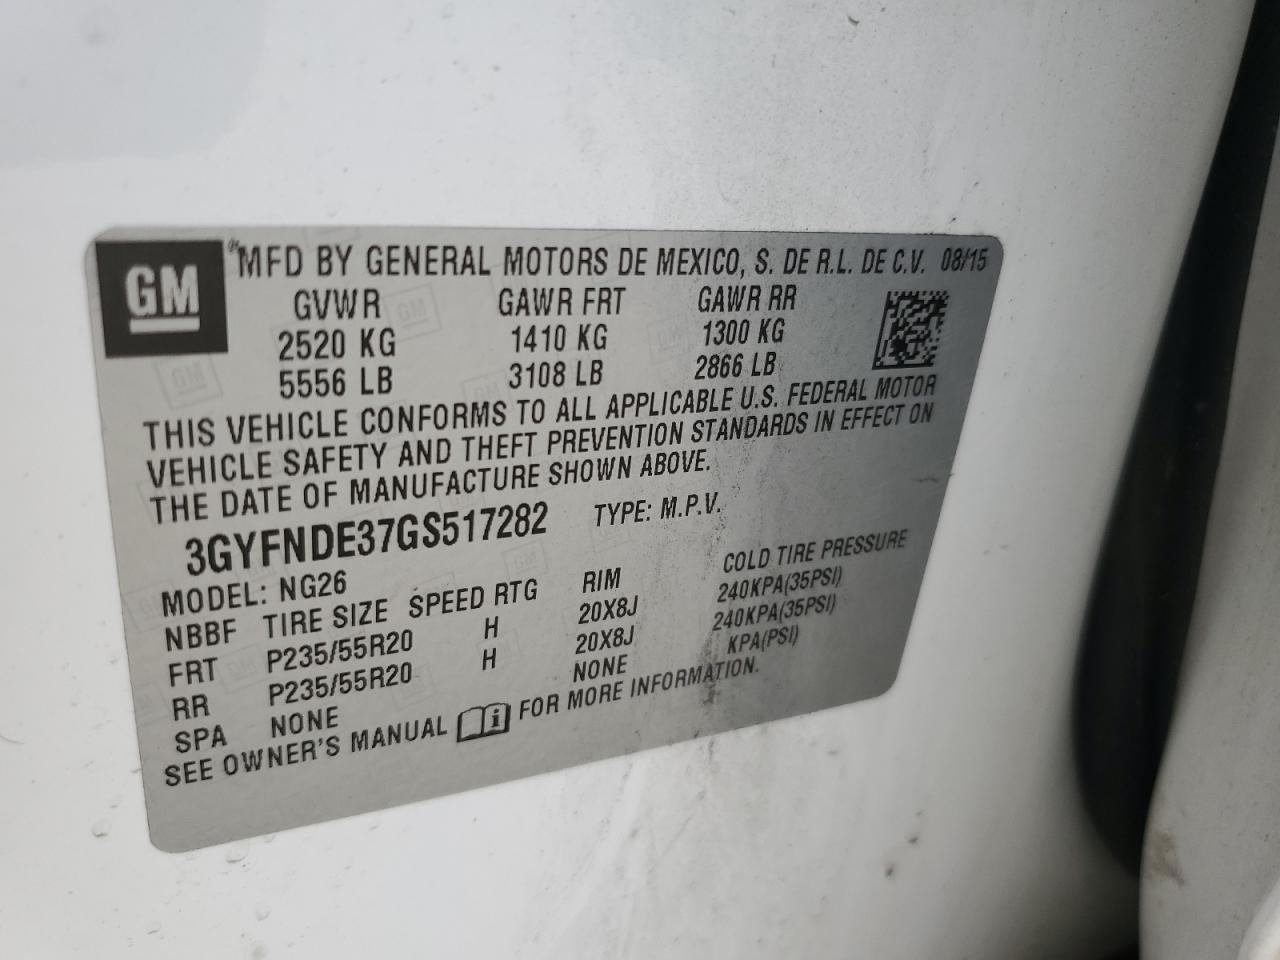 GM
MFD BY GENERAL MOTORS DE MEXICO, S. DE R.L. DE C.V. 08/15
GVWR GAWR FRT GAWR RR
2520 KG 1410 KG 1300 KG
5556 LB 3108 LB 2866 LB
THIS VEHICLE CONFORMS TO ALL APPLICABLE U.S. FEDERAL MOTOR
VEHICLE SAFETY AND THEFT PREVENTION STANDARDS IN EFFECT ON
THE DATE OF MANUFACTURE SHOWN ABOVE.
3GYFNDE37GS517282 TYPE: M.P.V.
MODEL: NG26
NBBF TIRE SIZE SPEED RTG RIM COLD TIRE PRESSURE
FRT P235/55R20 H 20X8J 240KPA(35PSI)
RR P235/55R20 H 20X8J 240KPA(35PSI)
SPA NONE NONE KPA(PSI)
SEE OWNER'S MANUAL FOR MORE INFORMATION.